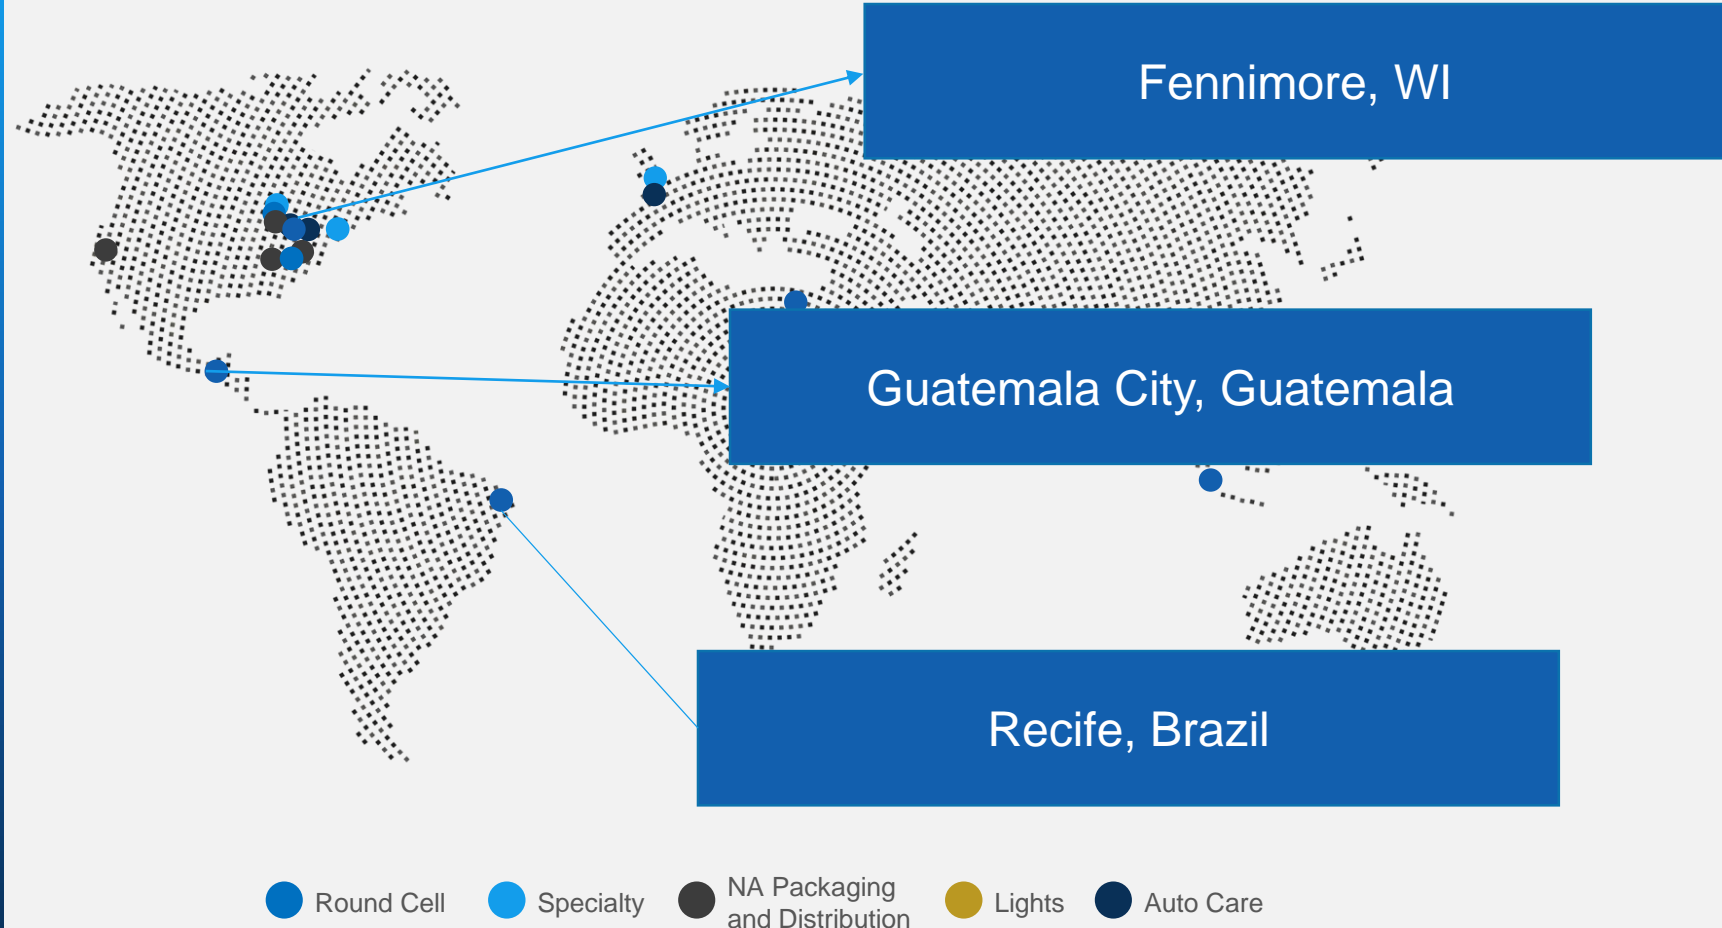 Fennimore, WI
Guatemala City, Guatemala
Recife, Brazil
Round Cell
Specialty
NA Packaging
and Distribution
Lights
Auto Care